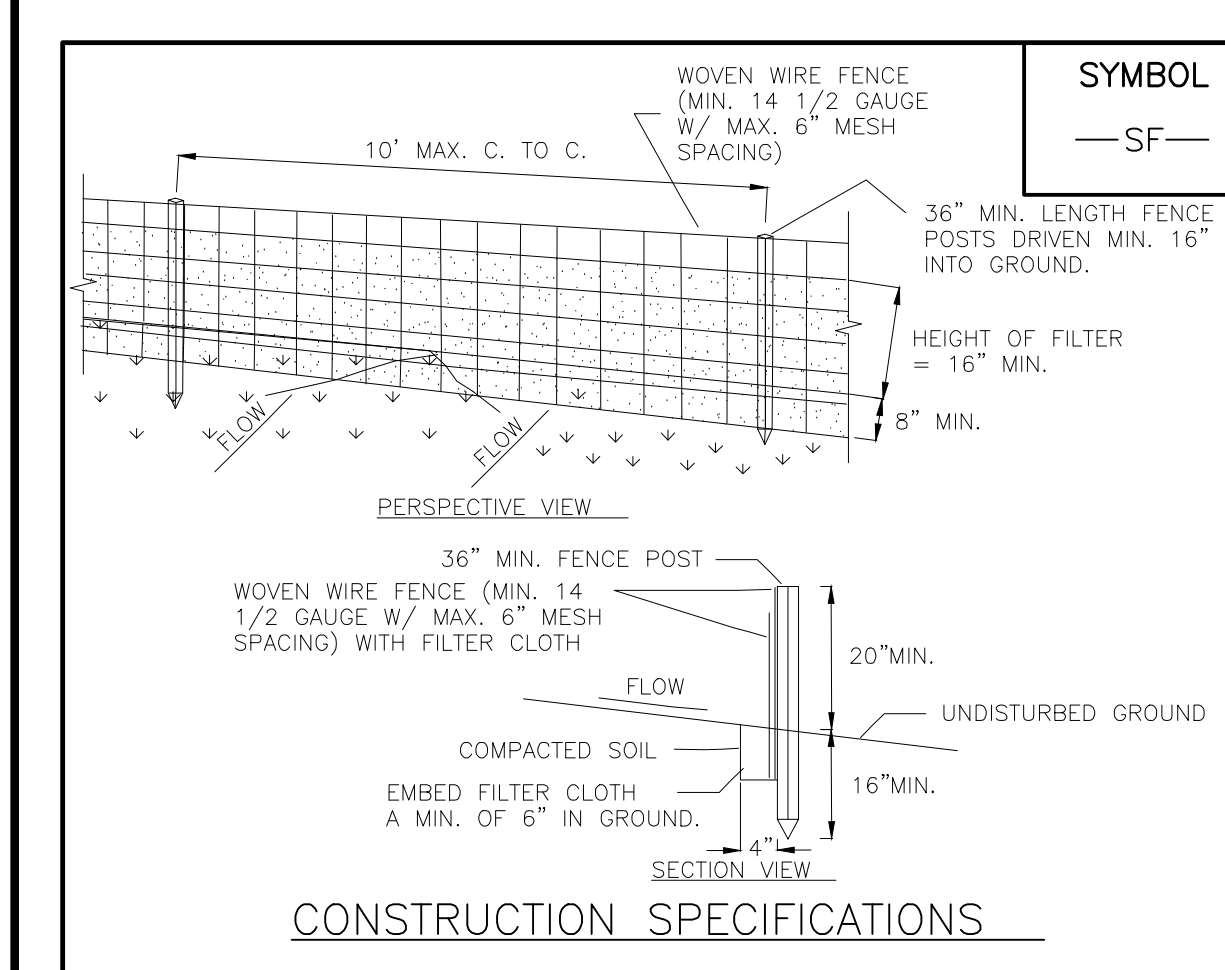 SYMBOL
SF
WOVEN WIRE FENCE
(MIN. 14 1/2 GAUGE
W/ MAX. 6" MESH
SPACING)
10' MAX. C. TO C.
36" MIN. LENGTH FENCE
POSTS DRIVEN MIN. 16"
INTO GROUND.
HEIGHT OF FILTER
= 16" MIN.
8" MIN.
FLOW
FLOW
PERSPECTIVE VIEW
36" MIN. FENCE POST
WOVEN WIRE FENCE (MIN. 14
1/2 GAUGE W/ MAX. 6" MESH
SPACING) WITH FILTER CLOTH
20"MIN.
FLOW
UNDISTURBED GROUND
COMPACTED SOIL
EMBED FILTER CLOTH
A MIN. OF 6" IN GROUND.
16"MIN.
4"
SECTION VIEW
CONSTRUCTION SPECIFICATIONS